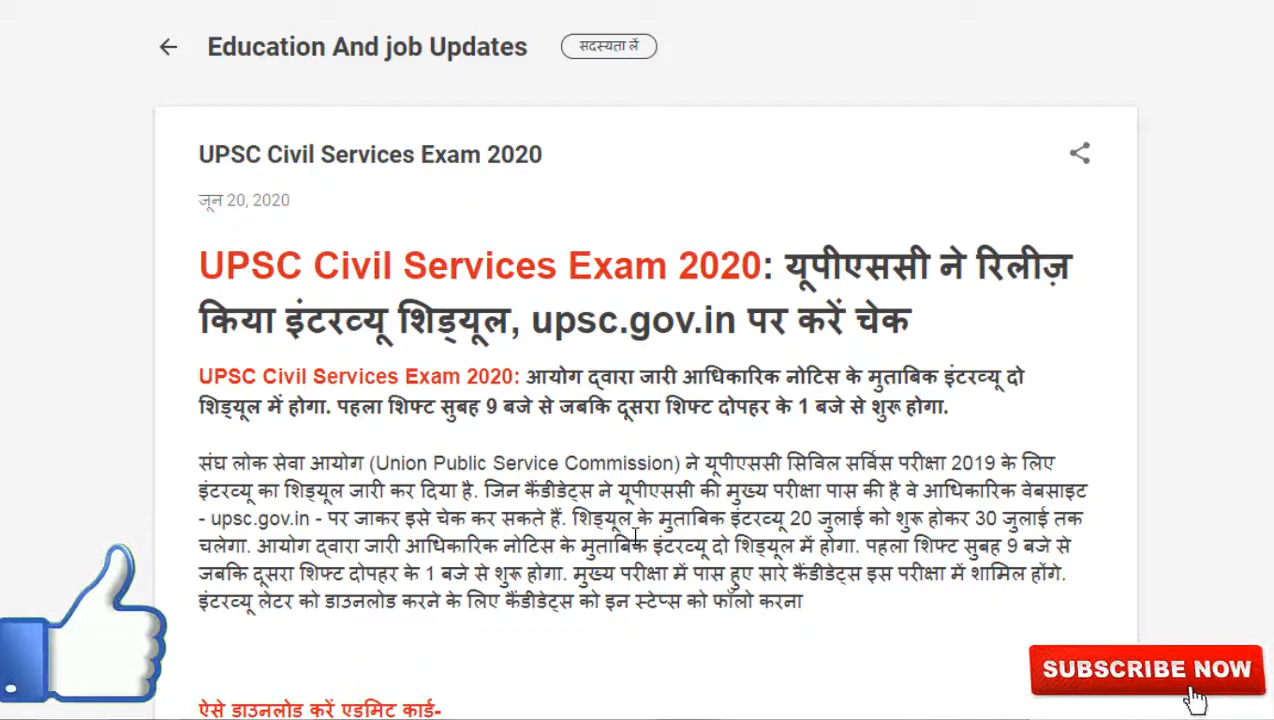 Education And job Updates सदस्यता लें
UPSC Civil Services Exam 2020
जून 20, 2020
UPSC Civil Services Exam 2020: यूपीएससी ने रिलीज़
किया इंटरव्यू शिड्यूल, upsc.gov.in पर करें चेक
UPSC Civil Services Exam 2020: आयोग द्वारा जारी आधिकारिक नोटिस के मुताबिक इंटरव्यू दो
शिड्यूल में होगा. पहला शिफ्ट सुबह 9 बजे से जबकि दूसरा शिफ्ट दोपहर के 1 बजे से शुरू होगा.
संघ लोक सेवा आयोग (Union Public Service Commission) ने यूपीएससी सिविल सर्विस परीक्षा 2019 के लिए
इंटरव्यू का शिड्यूल जारी कर दिया है. जिन कैंडीडेट्स ने यूपीएससी की मुख्य परीक्षा पास की है वे आधिकारिक वेबसाइट
- upsc.gov.in - पर जाकर इसे चेक कर सकते हैं. शिड्यूल के मुताबिक इंटरव्यू 20 जुलाई को शुरू होकर 30 जुलाई तक
चलेगा. आयोग द्वारा जारी आधिकारिक नोटिस के मुताबिक इंटरव्यू दो शिड्यूल में होगा. पहला शिफ्ट सुबह 9 बजे से
जबकि दूसरा शिफ्ट दोपहर के 1 बजे से शुरू होगा. मुख्य परीक्षा में पास हुए सारे कैंडीडेट्स इस परीक्षा में शामिल होंगे.
इंटरव्यू लेटर को डाउनलोड करने के लिए कैंडीडेट्स को इन स्टेप्स को फॉलो करना
SUBSCRIBE NOW
ऐसे डाउनलोड करें एडमिट कार्ड-